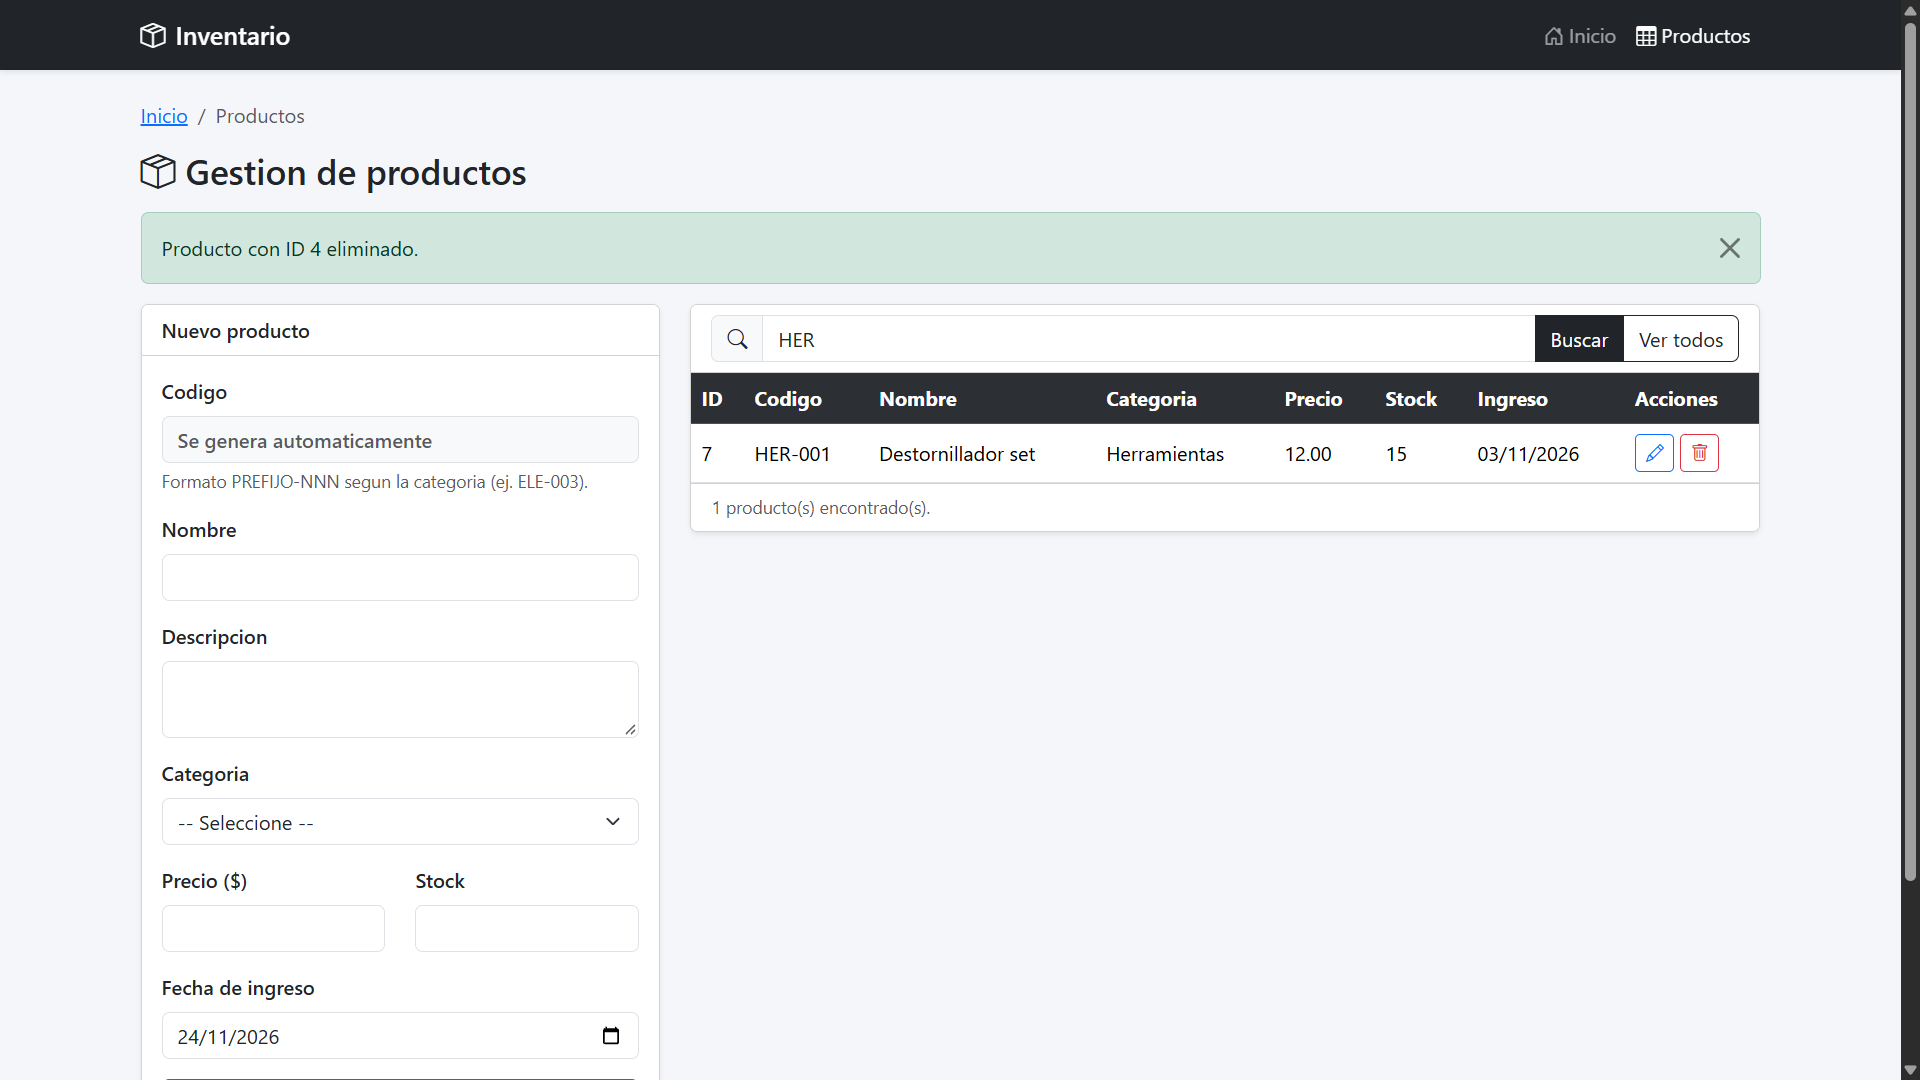 Inventario
Inicio
Productos
Inicio / Productos
Gestion de productos
Producto con ID 4 eliminado.
Nuevo producto
Codigo
Se genera automaticamente
Formato PREFIJO-NNN segun la categoria (ej. ELE-003).
Nombre
Descripcion
Categoria
-- Seleccione --
Precio ($) Stock
Fecha de ingreso
24/11/2026
HER Buscar Ver todos
ID Codigo Nombre Categoria Precio Stock Ingreso Acciones
7 HER-001 Destornillador set Herramientas 12.00 15 03/11/2026
1 producto(s) encontrado(s).